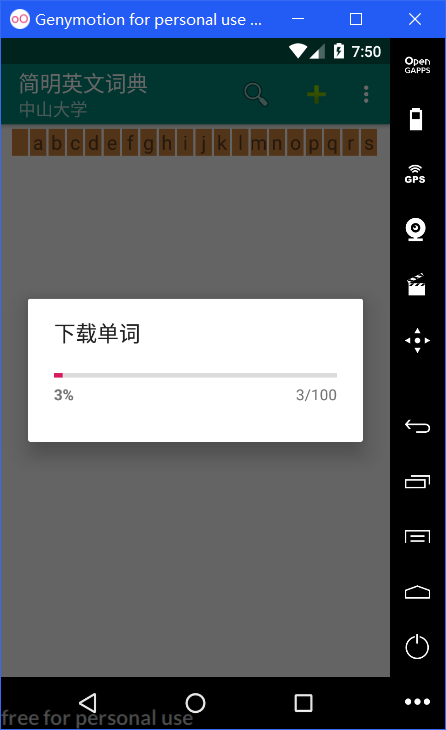 Genymotion for personal use ...
7:50
Open
GAPPS
简明英文词典
中山大学
a b c d e f g h i j k l m n o p q r s
GPS
下载单词
3%
3/100
free for personal use